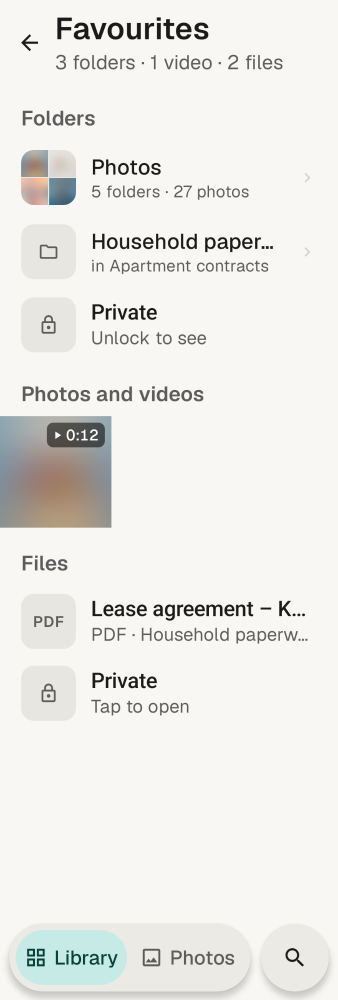 Favourites
3 folders · 1 video · 2 files
Folders
Photos
5 folders · 27 photos
Household paper...
in Apartment contracts
Private
Unlock to see
Photos and videos
0:12
Files
PDF
Lease agreement – K...
PDF · Household paperw...
Private
Tap to open
Library
Photos